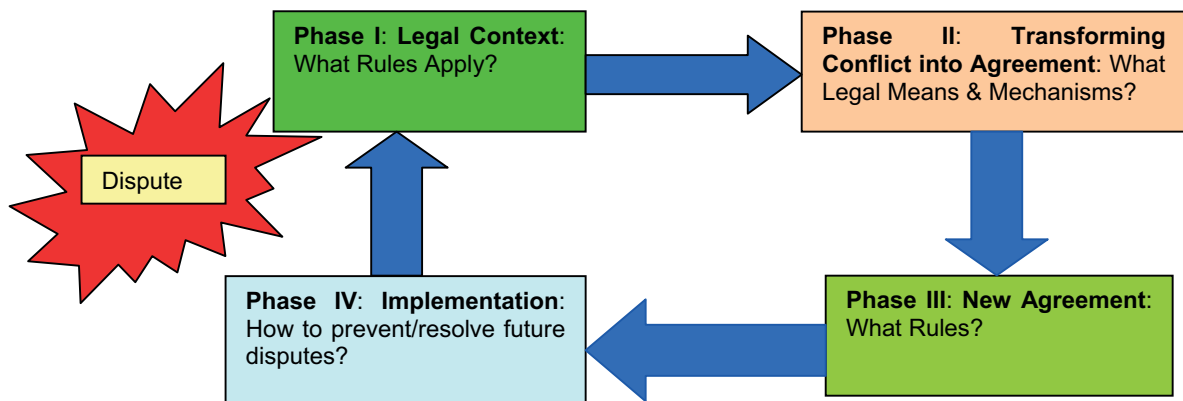 Phase I: Legal Context:
What Rules Apply?
Phase II: Transforming
Conflict into Agreement: What
Legal Means & Mechanisms?
Dispute
Phase IV: Implementation:
How to prevent/resolve future
disputes?
Phase III: New Agreement:
What Rules?